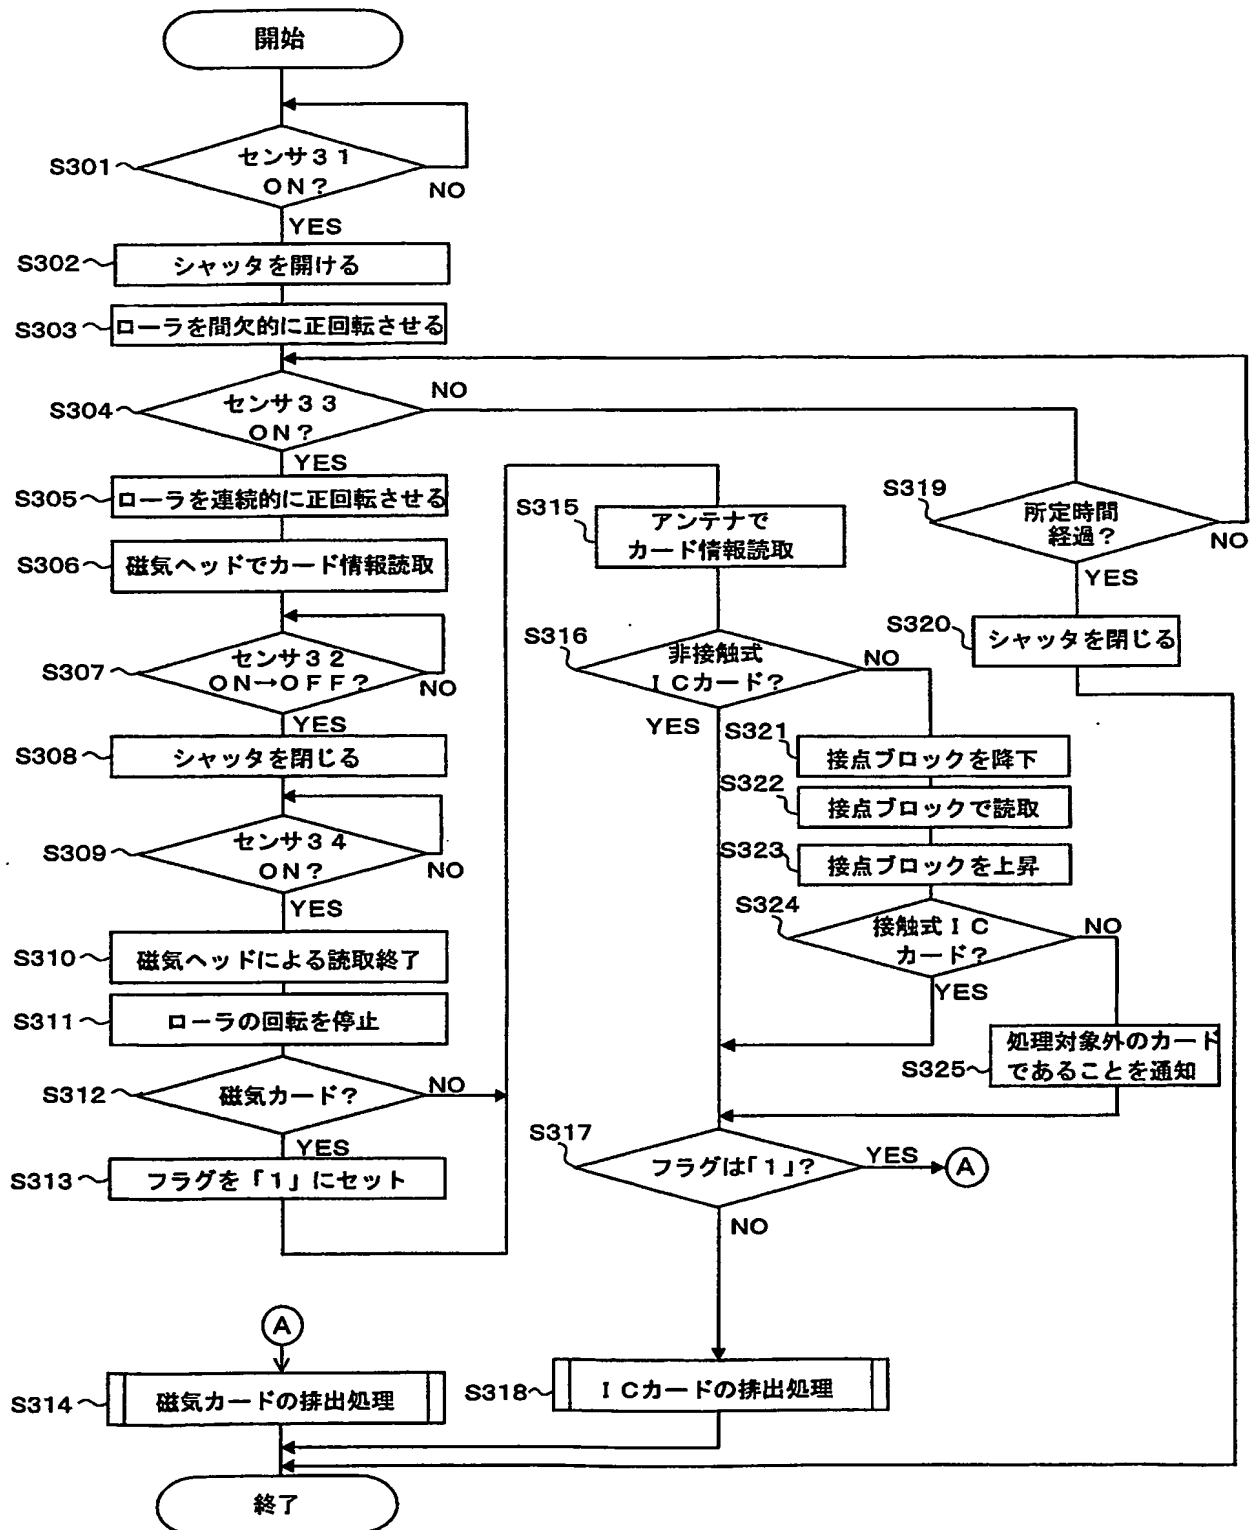 開始
S301
センサ31
ON?
NO
YES
S302
シャッタを開ける
S303
ローラを間欠的に正回転させる
S304
センサ33
ON?
NO
YES
S305
ローラを連続的に正回転させる
S306
磁気ヘッドでカード情報読取
S307
センサ32
ON→OFF?
NO
YES
S308
シャッタを閉じる
S309
センサ34
ON?
NO
YES
S310
磁気ヘッドによる読取終了
S311
ローラの回転を停止
S312
磁気カード?
NO
YES
S313
フラグを「1」にセット
A
S314
磁気カードの排出処理
終了
S315
アンテナで
カード情報読取
S316
非接触式
ICカード?
NO
YES
S321
接点ブロックを降下
S322
接点ブロックで読取
S323
接点ブロックを上昇
S324
接触式IC
カード?
NO
YES
S325
処理対象外のカード
であることを通知
S317
フラグは「1」?
YES
A
NO
S318
ICカードの排出処理
S319
所定時間
経過?
NO
YES
S320
シャッタを閉じる